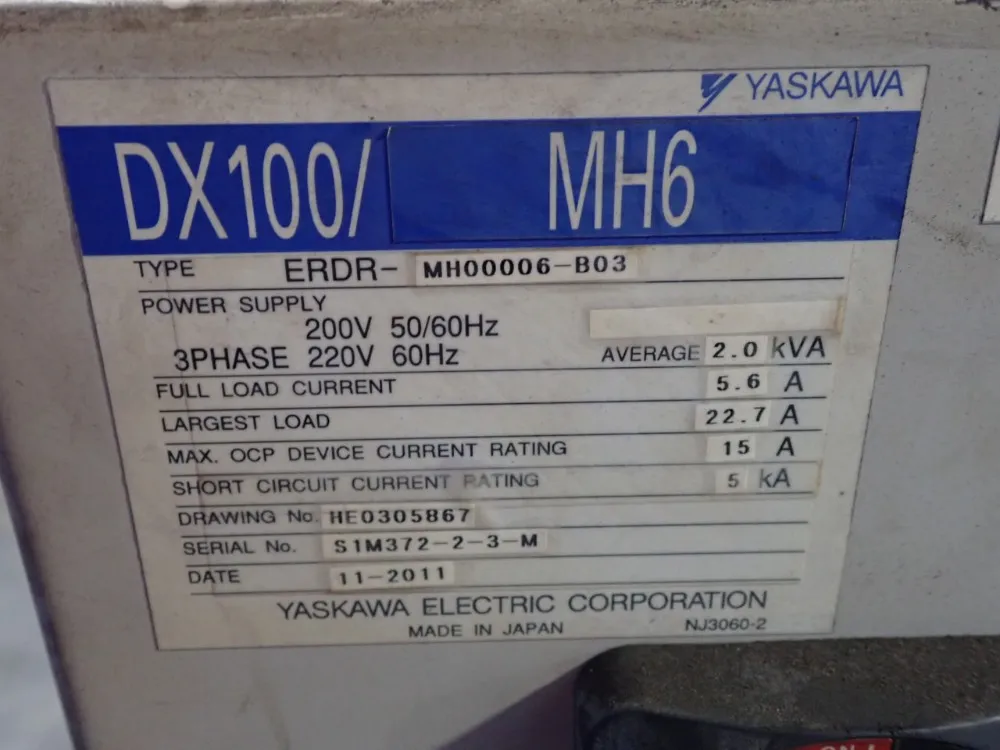 YASKAWA
DX100/ MH6
TYPE ERDR- MH00006-B03
POWER SUPPLY
200V 50/60Hz
3PHASE 220V 60Hz AVERAGE 2.0 kVA
FULL LOAD CURRENT 5.6 A
LARGEST LOAD 22.7 A
MAX. OCP DEVICE CURRENT RATING 15 A
SHORT CIRCUIT CURRENT RATING 5 kA
DRAWING No. HE0305867
SERIAL No. S1M372-2-3-M
DATE 11-2011
YASKAWA ELECTRIC CORPORATION
MADE IN JAPAN NJ3060-2